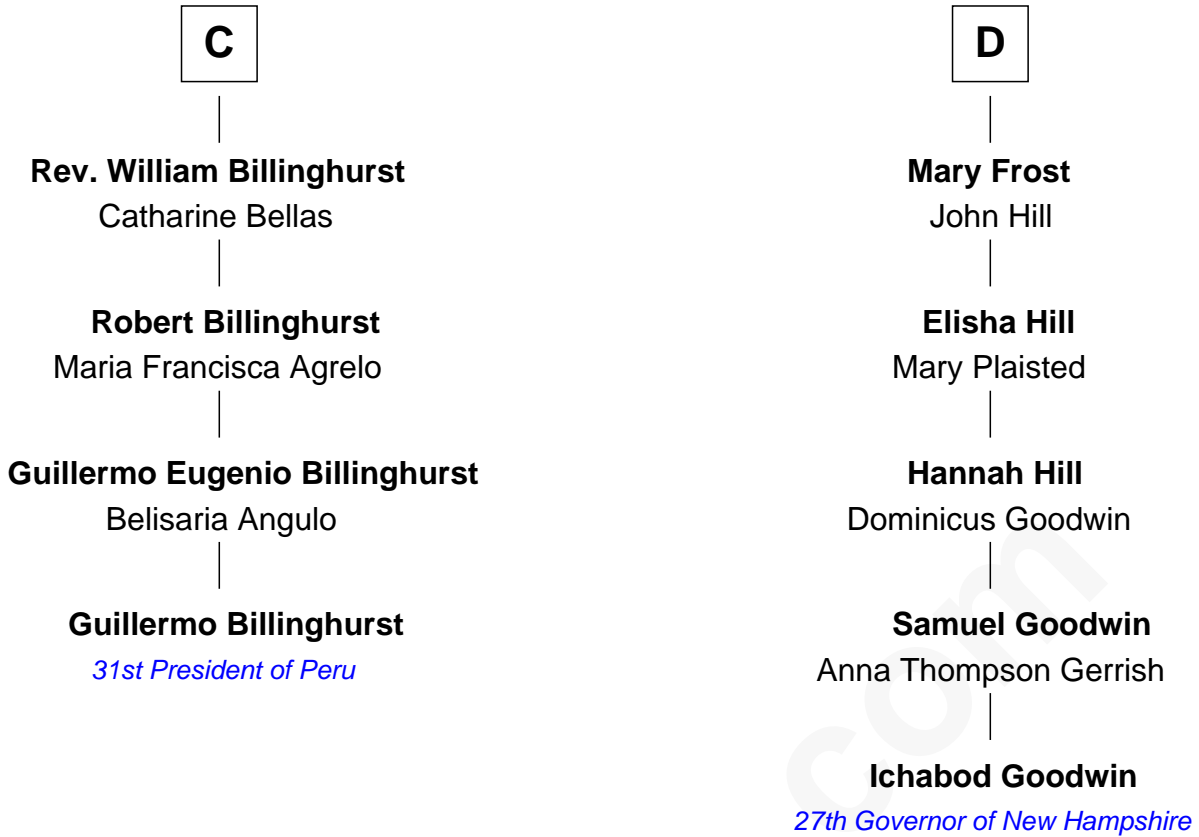 C
Rev. William Billinghurst
Catharine Bellas
Robert Billinghurst
Maria Francisca Agrelo
Guillermo Eugenio Billinghurst
Belisaria Angulo
Guillermo Billinghurst
31st President of Peru
D
Mary Frost
John Hill
Elisha Hill
Mary Plaisted
Hannah Hill
Dominicus Goodwin
Samuel Goodwin
Anna Thompson Gerrish
Ichabod Goodwin
27th Governor of New Hampshire
com